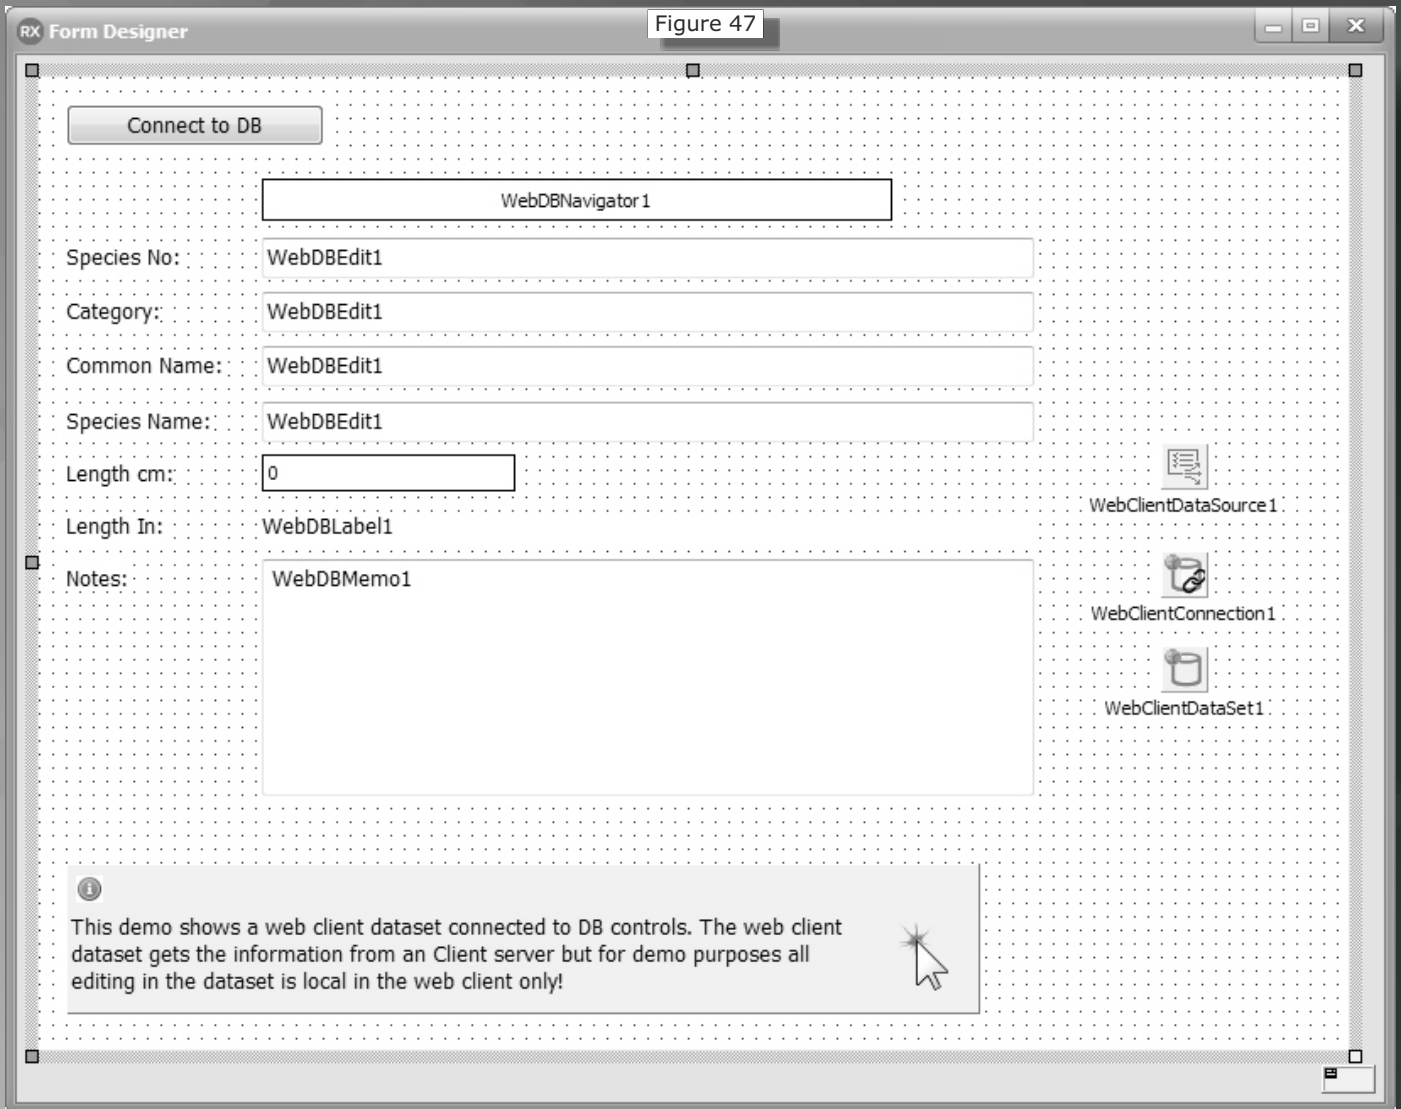 Figure 47
RX Form Designer
Connect to DB
WebDBNavigator1
Species No: WebDBEdit1
Category: WebDBEdit1
Common Name: WebDBEdit1
Species Name: WebDBEdit1
Length cm: 0
WebClientDataSource1
Length In: WebDBLabel1
Notes: WebDBMemo1
WebClientConnection1
WebClientDataSet1
This demo shows a web client dataset connected to DB controls. The web client
dataset gets the information from an Client server but for demo purposes all
editing in the dataset is local in the web client only!